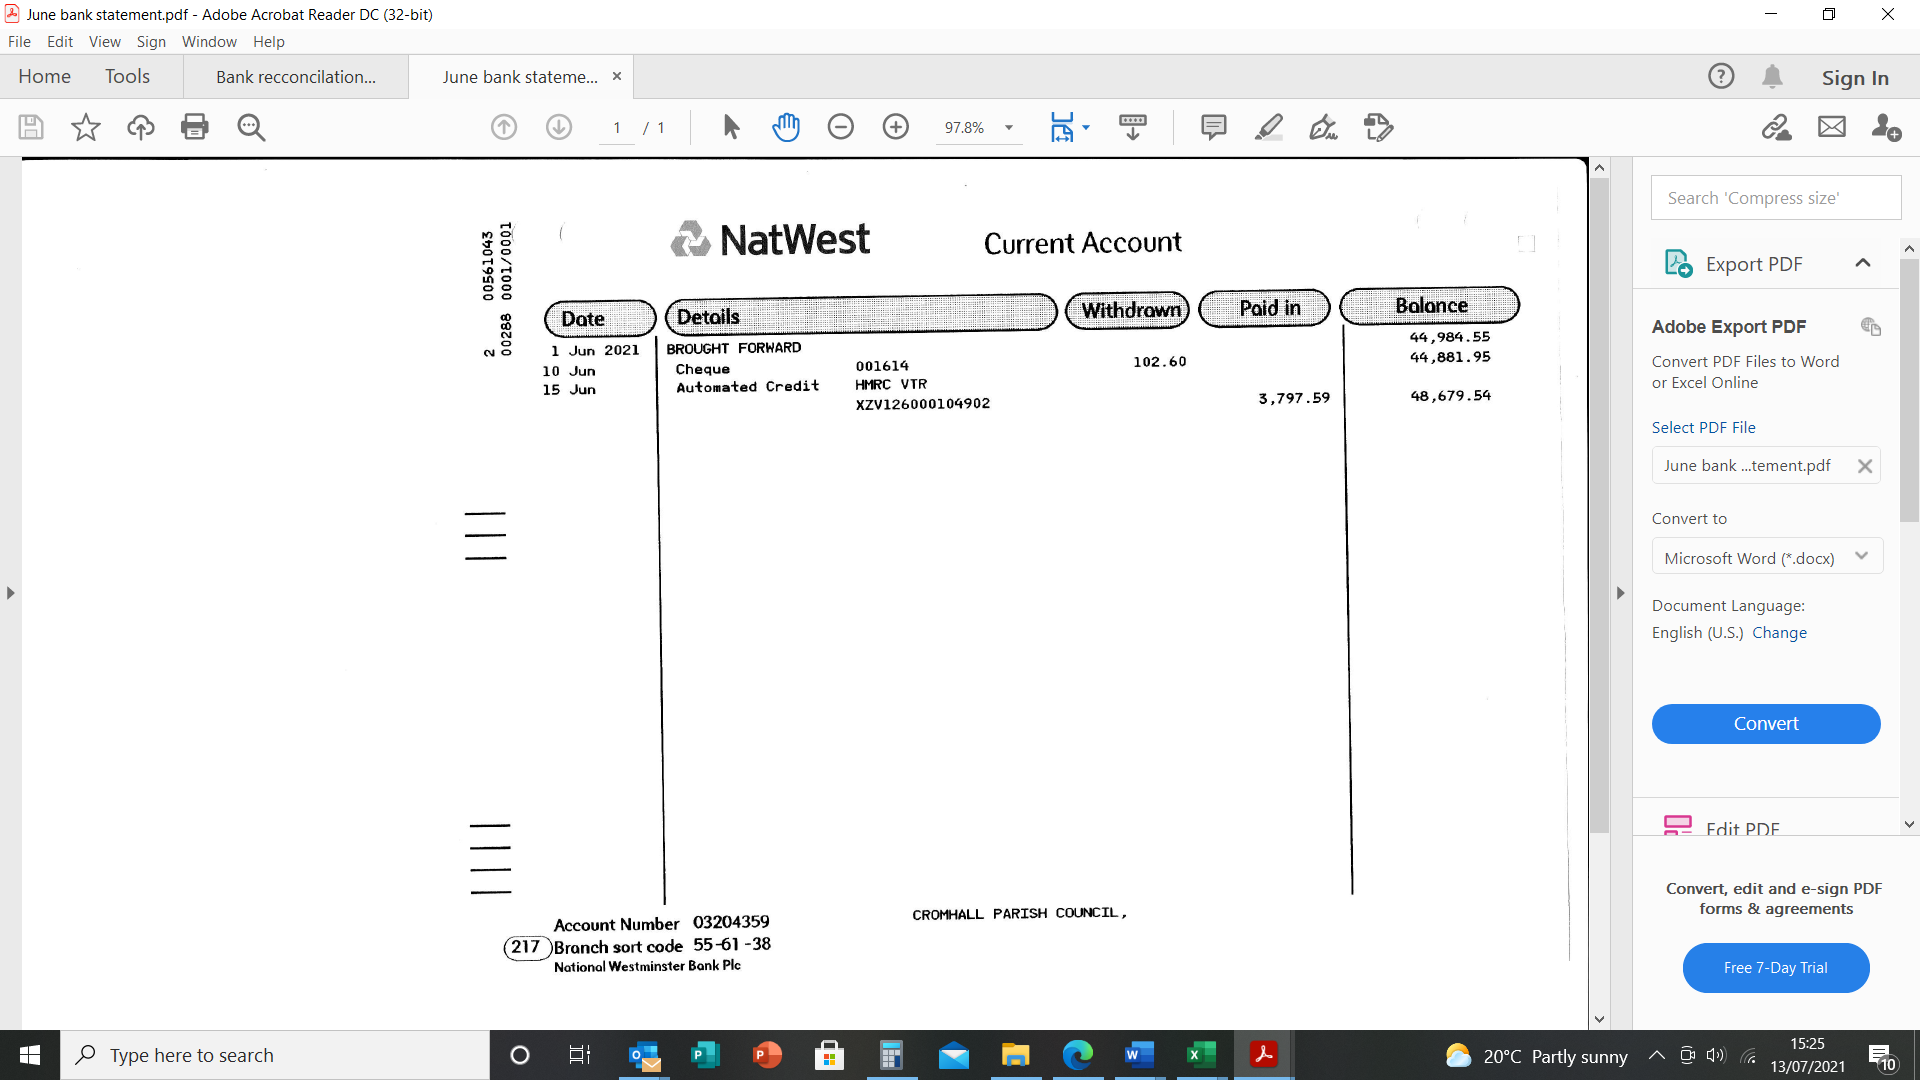 June bank statement.pdf - Adobe Acrobat Reader DC (32-bit)
File Edit View Sign Window Help
Home Tools Bank recconcilation... June bank stateme... × Sign In
1 / 1 97.8%
Search 'Compress size'
2 00561043
00288 0001/0001
NatWest Current Account
Date Details Withdrawn Paid in Balance
1 Jun 2021 BROUGHT FORWARD 44,984.55
10 Jun Cheque 001614 102.60 44,881.95
15 Jun Automated Credit HMRC VTR
XZV126000104902 3,797.59 48,679.54
Account Number 03204359 CROMHALL PARISH COUNCIL,
217 Branch sort code 55-61-38
National Westminster Bank Plc
Export PDF
Adobe Export PDF
Convert PDF Files to Word
or Excel Online
Select PDF File
June bank ...tement.pdf
Convert to
Microsoft Word (*.docx)
Document Language:
English (U.S.) Change
Convert
Edit PDF
Convert, edit and e-sign PDF
forms & agreements
Free 7-Day Trial
Type here to search
20°C Partly sunny
15:25
13/07/2021
10